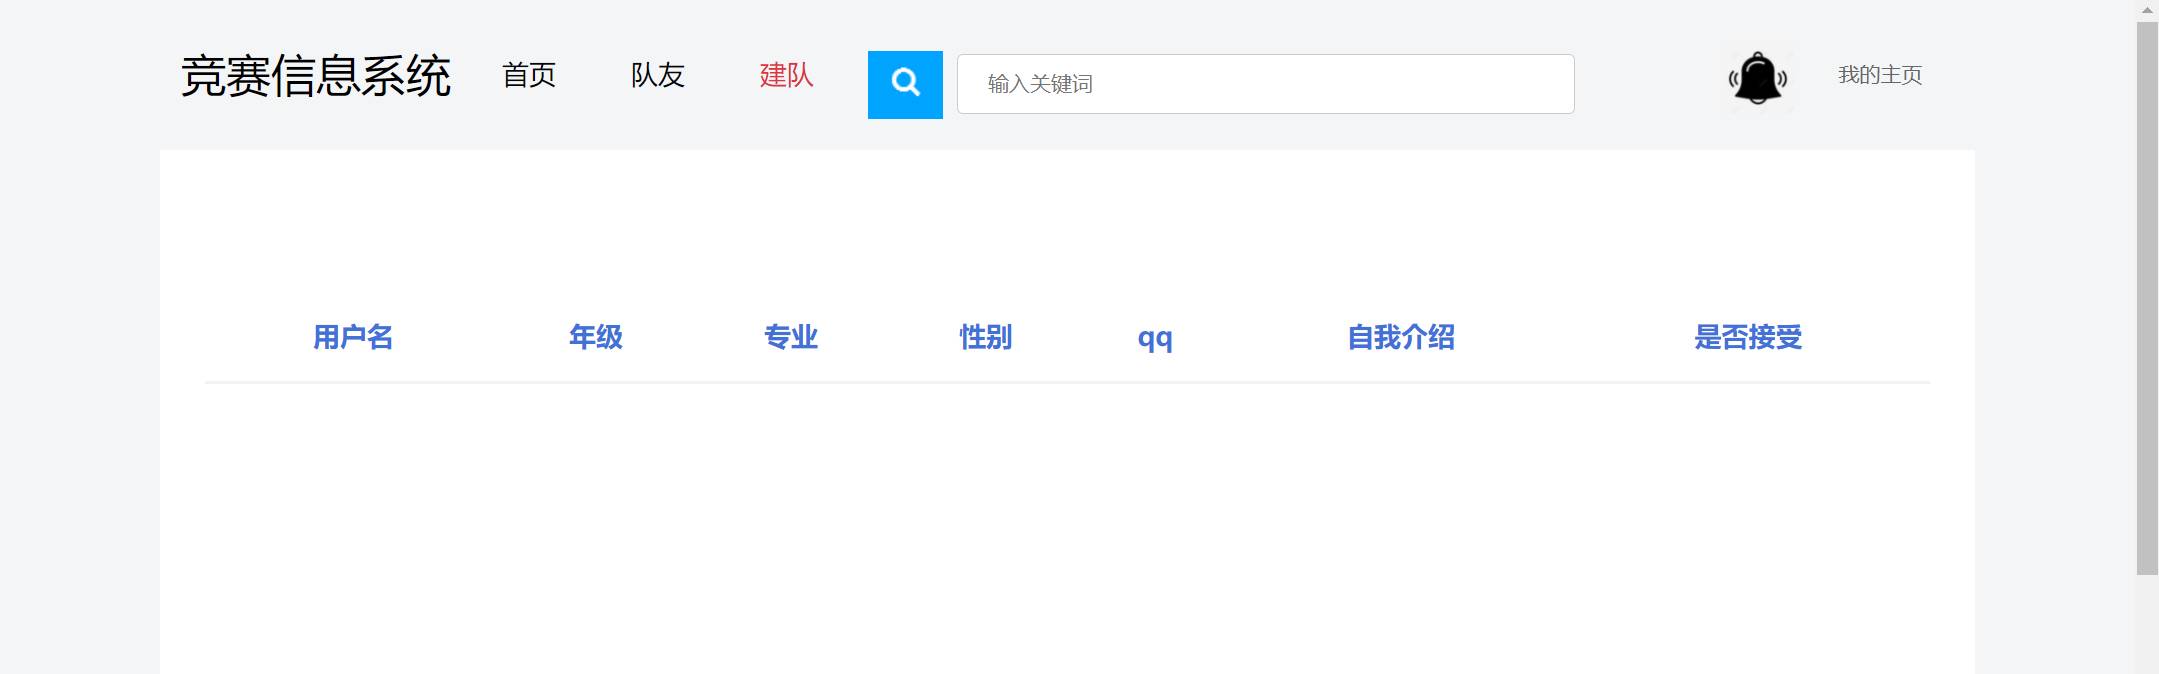 竞赛信息系统 首页 队友 建队 输入关键词 我的主页
用户名 年级 专业 性别 qq 自我介绍 是否接受